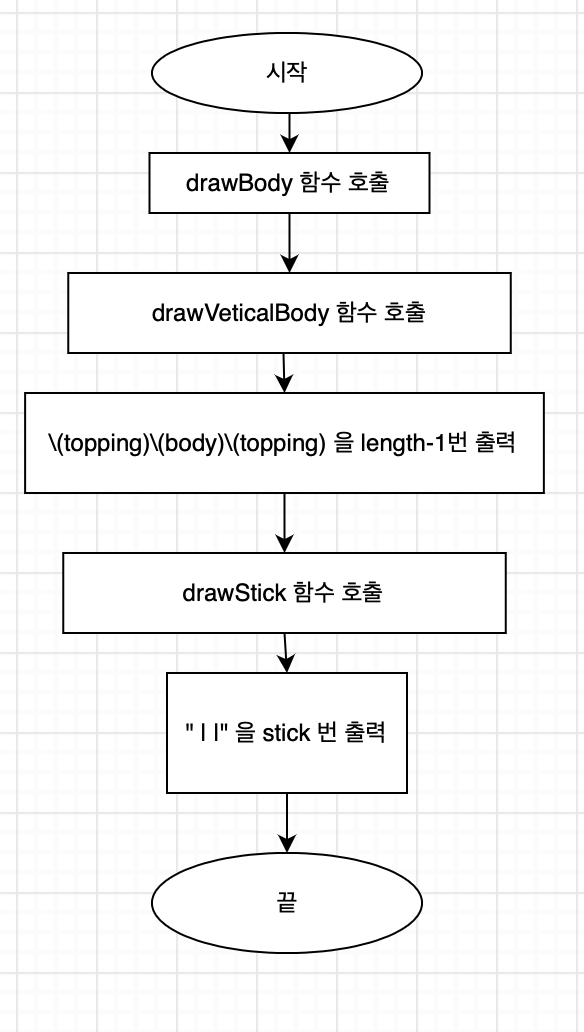 시작
drawBody 함수 호출
drawVeticalBody 함수 호출
\(topping)\(body)\(topping) 을 length-1번 출력
drawStick 함수 호출
" | |" 을 stick 번 출력
끝